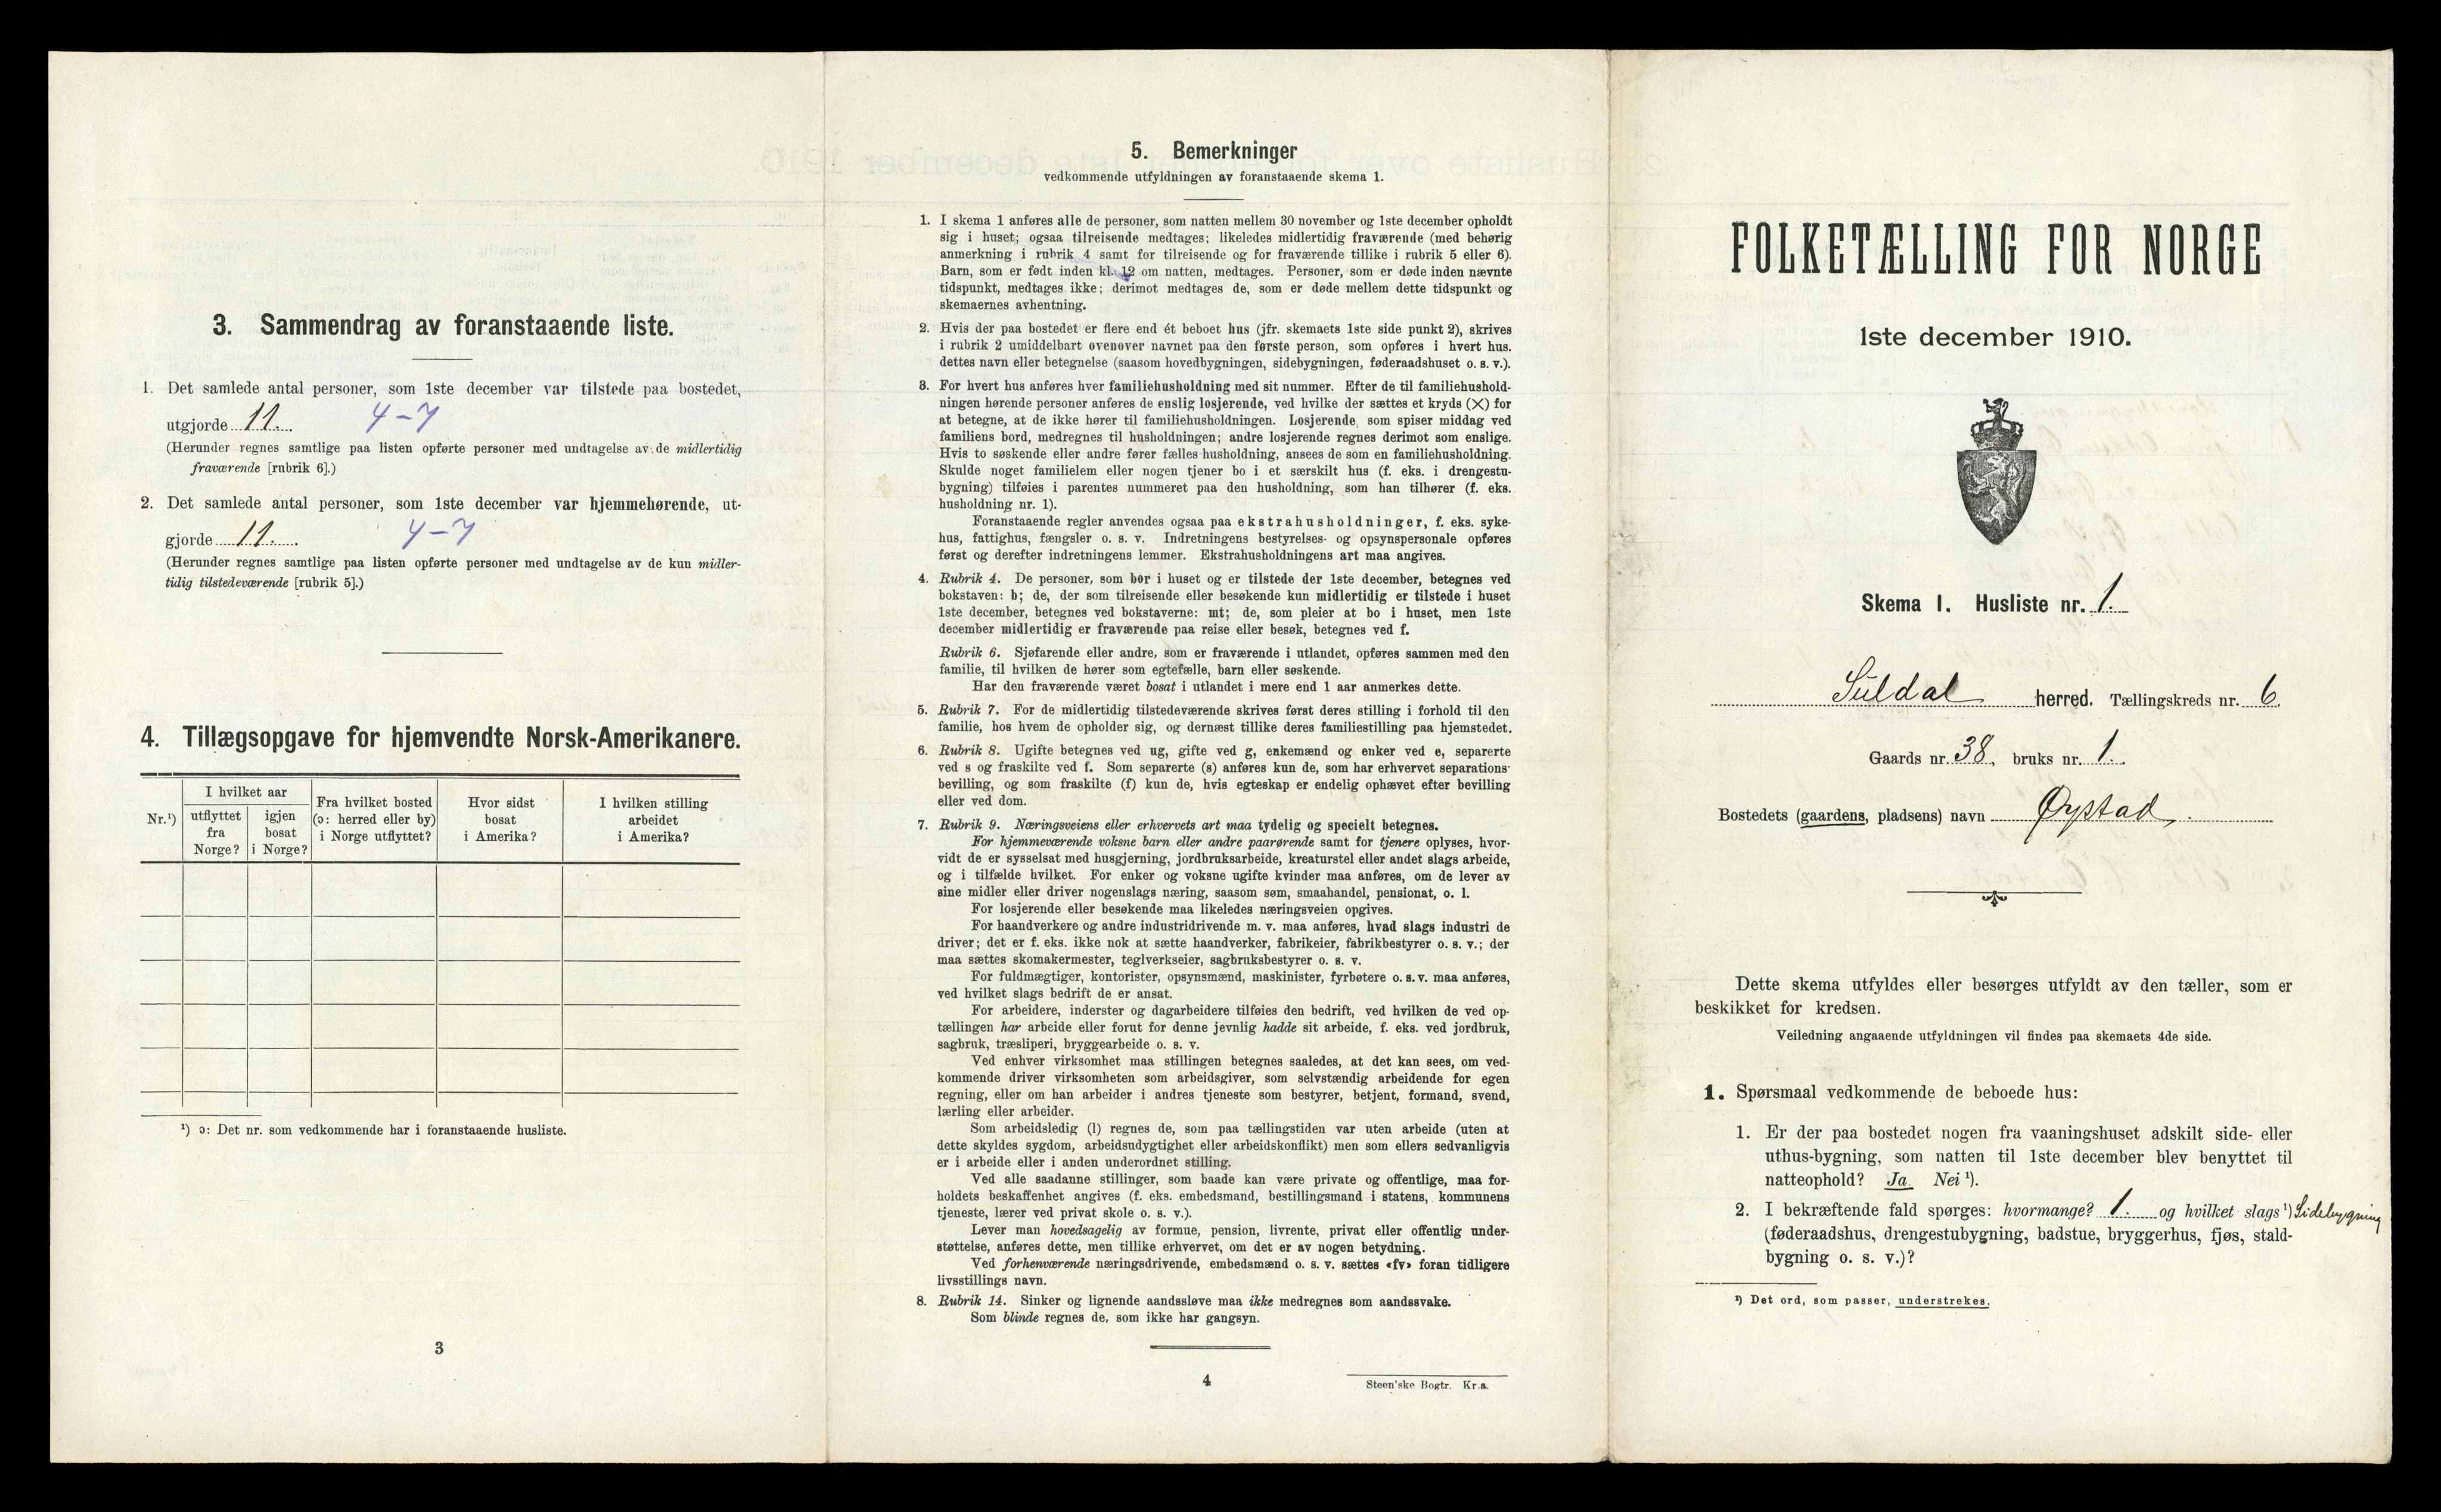 3. Sammendrag av foranstaaende liste.
1. Det samlede antal personer, som 1ste december var tilstede paa bostedet,
utgjorde 11. 4-7
(Herunder regnes samtlige paa listen opførte personer med undtagelse av de midlertidig
fraværende [rubrik 6].)
2. Det samlede antal personer, som 1ste december var hjemmehørende, ut-
gjorde 11. 4-7
(Herunder regnes samtlige paa listen opførte personer med undtagelse av de kun midler-
tidig tilstedeværende [rubrik 5].)
4. Tillægsopgave for hjemvendte Norsk-Amerikanere.
Nr.¹)
I hvilket aar
utflyttet
fra
Norge?
igjen
bosat
i Norge?
Fra hvilket bosted
(ɔ: herred eller by)
i Norge utflyttet?
Hvor sidst
bosat
i Amerika?
I hvilken stilling
arbeidet
i Amerika?
¹) ɔ: Det nr. som vedkommende har i foranstaaende husliste.
3
5. Bemerkninger
vedkommende utfyldningen av foranstaaende skema 1.
1. I skema 1 anføres alle de personer, som natten mellem 30 november og 1ste december opholdt
sig i huset; ogsaa tilreisende medtages; likeledes midlertidig fraværende (med behørig
anmerkning i rubrik 4 samt for tilreisende og for fraværende tillike i rubrik 5 eller 6).
Barn, som er født inden kl. 12 om natten, medtages. Personer, som er døde inden nævnte
tidspunkt, medtages ikke; derimot medtages de, som er døde mellem dette tidspunkt og
skemaernes avhentning.
2. Hvis der paa bostedet er flere end ét beboet hus (jfr. skemaets 1ste side punkt 2), skrives
i rubrik 2 umiddelbart ovenover navnet paa den første person, som opføres i hvert hus.
dettes navn eller betegnelse (saasom hovedbygningen, sidebygningen, føderaadshuset o. s. v.).
3. For hvert hus anføres hver familiehusholdning med sit nummer. Efter de til familiehushold-
ningen hørende personer anføres de enslig losjerende, ved hvilke der sættes et kryds (×) for
at betegne, at de ikke hører til familiehusholdningen. Losjerende, som spiser middag ved
familiens bord, medregnes til husholdningen; andre losjerende regnes derimot som enslige.
Hvis to søskende eller andre fører fælles husholdning, ansees de som en familiehusholdning.
Skulde noget familielem eller nogen tjener bo i et særskilt hus (f. eks. i drengestu-
bygning) tilføies i parentes nummeret paa den husholdning, som han tilhører (f. eks.
husholdning nr. 1).
Foranstaaende regler anvendes ogsaa paa ekstrahusholdninger, f. eks. syke-
hus, fattighus, fængsler o. s. v. Indretningens bestyrelses- og opsynspersonale opføres
først og derefter indretningens lemmer. Ekstrahusholdningens art maa angives.
4. Rubrik 4. De personer, som bor i huset og er tilstede der 1ste december, betegnes ved
bokstaven: b; de, der som tilreisende eller besøkende kun midlertidig er tilstede i huset
1ste december, betegnes ved bokstaverne: mt; de, som pleier at bo i huset, men 1ste
december midlertidig er fraværende paa reise eller besøk, betegnes ved f.
Rubrik 6. Sjøfarende eller andre, som er fraværende i utlandet, opføres sammen med den
familie, til hvilken de hører som egtefælle, barn eller søskende.
Har den fraværende været bosat i utlandet i mere end 1 aar anmerkes dette.
5. Rubrik 7. For de midlertidig tilstedeværende skrives først deres stilling i forhold til den
familie, hos hvem de opholder sig, og dernæst tillike deres familiestilling paa hjemstedet.
6. Rubrik 8. Ugifte betegnes ved ug, gifte ved g, enkemænd og enker ved e, separerte
ved s og fraskilte ved f. Som separerte (s) anføres kun de, som har erhvervet separations-
bevilling, og som fraskilte (f) kun de, hvis egteskap er endelig ophævet efter bevilling
eller ved dom.
7. Rubrik 9. Næringsveiens eller erhvervets art maa tydelig og specielt betegnes.
For hjemmeværende voksne barn eller andre paarørende samt for tjenere oplyses, hvor-
vidt de er sysselsat med husgjerning, jordbruksarbeide, kreaturstel eller andet slags arbeide,
og i tilfælde hvilket. For enker og voksne ugifte kvinder maa anføres, om de lever av
sine midler eller driver nogenslags næring, saasom søm, smaahandel, pensionat, o. l.
For losjerende eller besøkende maa likeledes næringsveien opgives.
For haandverkere og andre industridrivende m. v. maa anføres, hvad slags industri de
driver; det er f. eks. ikke nok at sætte haandverker, fabrikeier, fabrikbestyrer o. s. v.; der
maa sættes skomakermester, teglverkseier, sagbruksbestyrer o. s. v.
For fuldmægtiger, kontorister, opsynsmænd, maskinister, fyrbøtere o. s. v. maa anføres,
ved hvilket slags bedrift de er ansat.
For arbeidere, inderster og dagarbeidere tilføies den bedrift, ved hvilken de ved op-
tællingen har arbeide eller forut for denne jevnlig hadde sit arbeide, f. eks. ved jordbruk,
sagbruk, træsliperi, bryggearbeide o. s. v.
Ved enhver virksomhet maa stillingen betegnes saaledes, at det kan sees, om ved-
kommende driver virksomheten som arbeidsgiver, som selvstændig arbeidende for egen
regning, eller om han arbeider i andres tjeneste som bestyrer, betjent, formand, svend,
lærling eller arbeider.
Som arbeidsledig (l) regnes de, som paa tællingstiden var uten arbeide (uten at
dette skyldes sygdom, arbeidsudygtighet eller arbeidskonflikt) men som ellers sedvanligvis
er i arbeide eller i anden underordnet stilling.
Ved alle saadanne stillinger, som baade kan være private og offentlige, maa for-
holdets beskaffenhet angives (f. eks. embedsmand, bestillingsmand i statens, kommunens
tjeneste, lærer ved privat skole o. s. v.).
Lever man hovedsagelig av formue, pension, livrente, privat eller offentlig under-
støttelse, anføres dette, men tillike erhvervet, om det er av nogen betydning.
Ved forhenværende næringsdrivende, embedsmænd o. s. v. sættes «fv» foran tidligere
livsstillings navn.
8. Rubrik 14. Sinker og lignende aandssløve maa ikke medregnes som aandssvake.
Som blinde regnes de, som ikke har gangsyn.
4
Steen'ske Bogtr. Kr.a.
FOLKETÆLLING FOR NORGE
1ste december 1910.
Skema 1. Husliste nr. 1.
Suldal herred. Tællingskreds nr. 6.
Gaards nr. 38, bruks nr. 1.
Bostedets (gaardens, pladsens) navn Øystad.
Dette skema utfyldes eller besørges utfyldt av den tæller, som er
beskikket for kredsen.
Veiledning angaaende utfyldningen vil findes paa skemaets 4de side.
1. Spørsmaal vedkommende de beboede hus:
1. Er der paa bostedet nogen fra vaaningshuset adskilt side- eller
uthus-bygning, som natten til 1ste december blev benyttet til
natteophold? Ja. Nei ¹).
2. I bekræftende fald spørges: hvormange? 1. og hvilket slags ¹) Sidebygning
(føderaadshus, drengestubygning, badstue, bryggerhus, fjøs, stald-
bygning o. s. v.)?
¹) Det ord, som passer, understrekes.